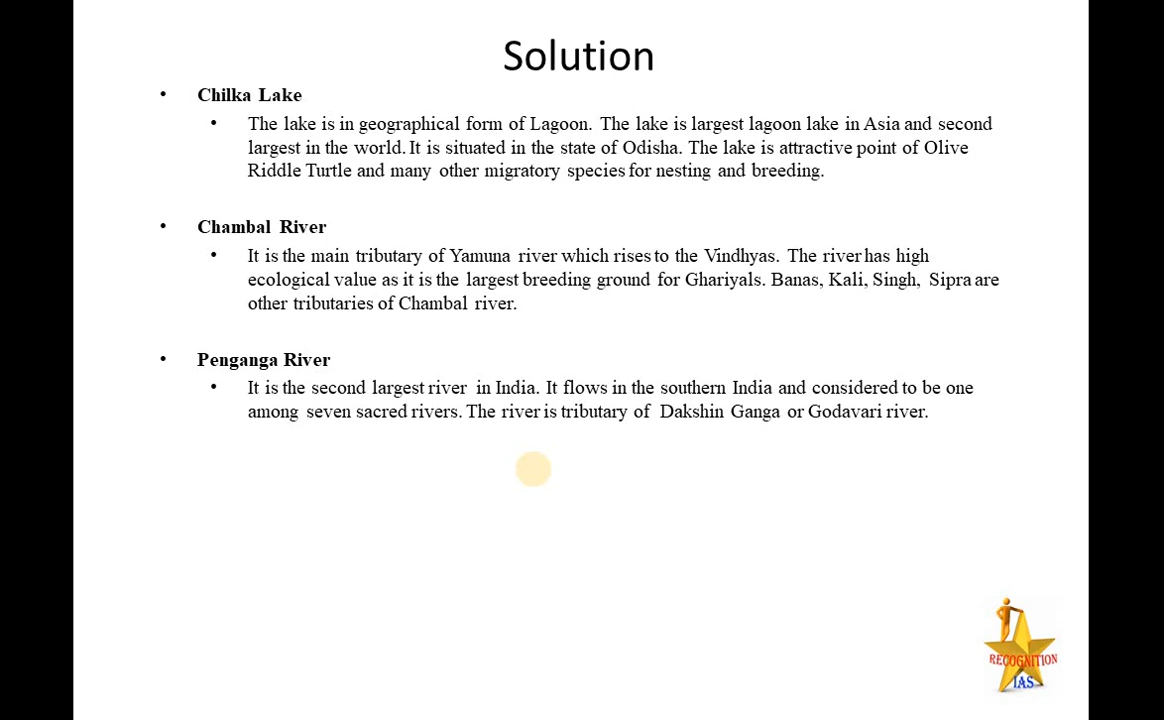 Solution
• Chilka Lake
• The lake is in geographical form of Lagoon. The lake is largest lagoon lake in Asia and second
largest in the world. It is situated in the state of Odisha. The lake is attractive point of Olive
Riddle Turtle and many other migratory species for nesting and breeding.
• Chambal River
• It is the main tributary of Yamuna river which rises to the Vindhyas. The river has high
ecological value as it is the largest breeding ground for Ghariyals. Banas, Kali, Singh, Sipra are
other tributaries of Chambal river.
• Penganga River
• It is the second largest river in India. It flows in the southern India and considered to be one
among seven sacred rivers. The river is tributary of Dakshin Ganga or Godavari river.
RECOGNITION
IAS